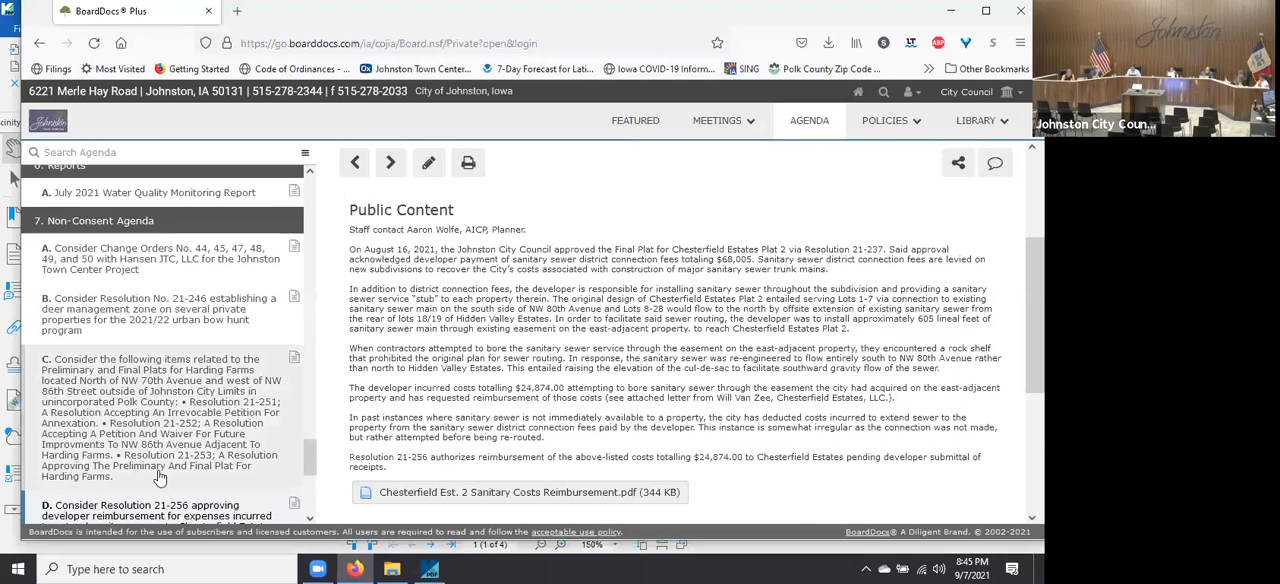 BoardDocs® Plus
https://go.boarddocs.com/ia/cojia/Board.nsf/Private?open&login
Filings
Most Visited
Getting Started
Code of Ordinances -...
Johnston Town Center...
7-Day Forecast for Lati...
Iowa COVID-19 Inform...
SING
Polk County Zip Code ...
Other Bookmarks
6221 Merle Hay Road | Johnston, IA 50131 | 515-278-2344 | f 515-278-2033
City of Johnston, Iowa
City Council
Johnston
Johnston City Coun...
FEATURED
MEETINGS
AGENDA
POLICIES
LIBRARY
Search Agenda
6. Reports
A. July 2021 Water Quality Monitoring Report
7. Non-Consent Agenda
A. Consider Change Orders No. 44, 45, 47, 48,
49, and 50 with Hansen JTC, LLC for the Johnston
Town Center Project
B. Consider Resolution No. 21-246 establishing a
deer management zone on several private
properties for the 2021/22 urban bow hunt
program
C. Consider the following items related to the
Preliminary and Final Plats for Harding Farms
located North of NW 70th Avenue and west of NW
86th Street outside of Johnston City Limits in
unincorporated Polk County: • Resolution 21-251;
A Resolution Accepting An Irrevocable Petition For
Annexation. • Resolution 21-252; A Resolution
Accepting A Petition And Waiver For Future
Improvments To NW 86th Avenue Adjacent To
Harding Farms. • Resolution 21-253; A Resolution
Approving The Preliminary And Final Plat For
Harding Farms.
D. Consider Resolution 21-256 approving
developer reimbursement for expenses incurred
Public Content
Staff contact Aaron Wolfe, AICP, Planner.
On August 16, 2021, the Johnston City Council approved the Final Plat for Chesterfield Estates Plat 2 via Resolution 21-237. Said approval
acknowledged developer payment of sanitary sewer district connection fees totaling $68,005. Sanitary sewer district connection fees are levied on
new subdivisions to recover the City's costs associated with construction of major sanitary sewer trunk mains.
In addition to district connection fees, the developer is responsible for installing sewer throughout the subdivision and providing a sanitary
sewer service "stub" to each property therein. The original design of Chesterfield Estates Plat 2 entailed serving Lots 1-7 via connection to existing
sanitary sewer main on the south side of NW 80th Avenue and Lots 8-28 would flow to the north by offsite extension of existing sanitary sewer from
the rear of lots 18/19 of Hidden Valley Estates. In order to facilitate said sewer routing, the developer was to install approximately 605 lineal feet of
sanitary sewer main through existing easement on the east-adjacent property. to reach Chesterfield Estates Plat 2.
When contractors attempted to bore the sanitary sewer service through the easement on the east-adjacent property, they encountered a rock shelf
that prohibited the original plan for sewer routing. In response, the sanitary sewer was re-engineered to flow entirely south to NW 80th Avenue rather
than north to Hidden Valley Estates. This entailed raising the elevation of the cul-de-sac to facilitate southward gravity flow of the sewer.
The developer incurred costs totalling $24,874.00 attempting to bore sanitary sewer through the easement the city had acquired on the east-adjacent
property and has requested reimbursement of those costs (see attached letter from Will Van Zee, Chesterfield Estates, LLC.).
In past instances where sanitary sewer is not immediately available to a property, the city has deducted costs incurred to extend sewer to the
property from the sanitary sewer district connection fees paid by the developer. This instance is somewhat irregular as the connection was not made,
but rather attempted before being re-routed.
Resolution 21-256 authorizes reimbursement of the above-listed costs totalling $24,874.00 to Chesterfield Estates pending developer submittal of
receipts.
Chesterfield Est. 2 Sanitary Costs Reimbursement.pdf (344 KB)
BoardDocs is intended for the use of subscribers and licensed customers. All users are required to read and follow the acceptable use policy.
BoardDocs® A Diligent Brand. © 2002-2021
1 (1 of 4)
150%
Type here to search
8:45 PM
9/7/2021